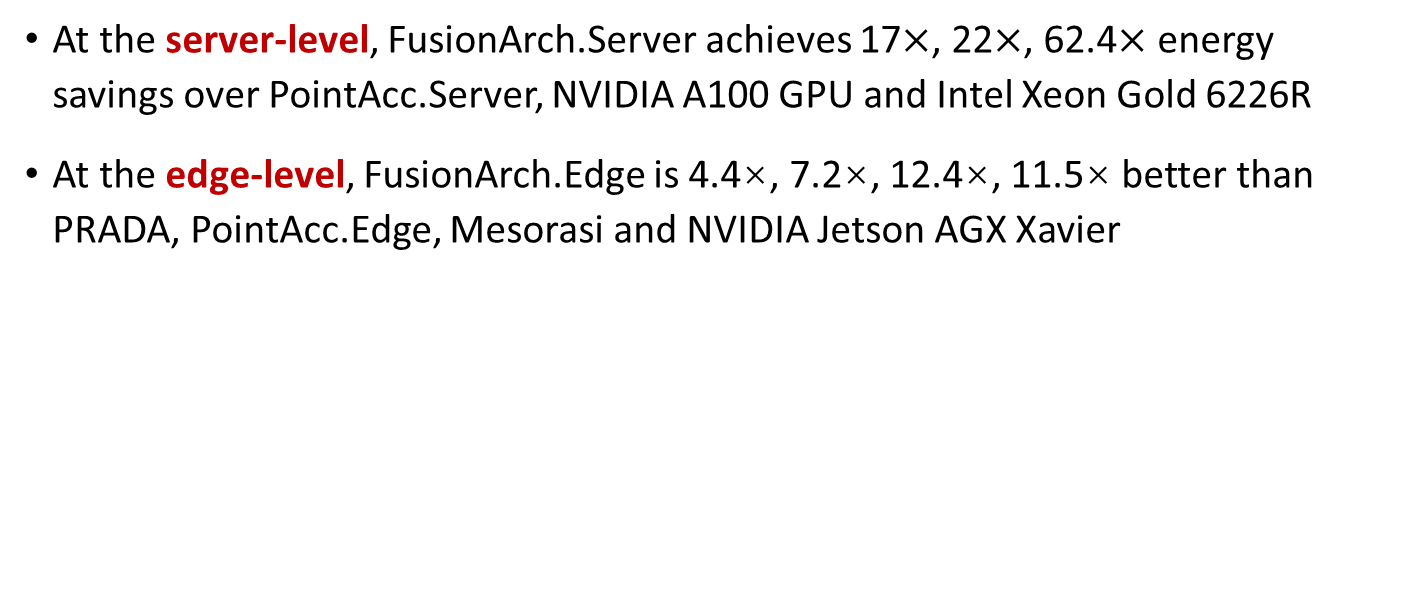 • At the server-level, FusionArch.Server achieves 17×, 22×, 62.4× energy
savings over PointAcc.Server, NVIDIA A100 GPU and Intel Xeon Gold 6226R
• At the edge-level, FusionArch.Edge is 4.4×, 7.2×, 12.4×, 11.5× better than
PRADA, PointAcc.Edge, Mesorasi and NVIDIA Jetson AGX Xavier